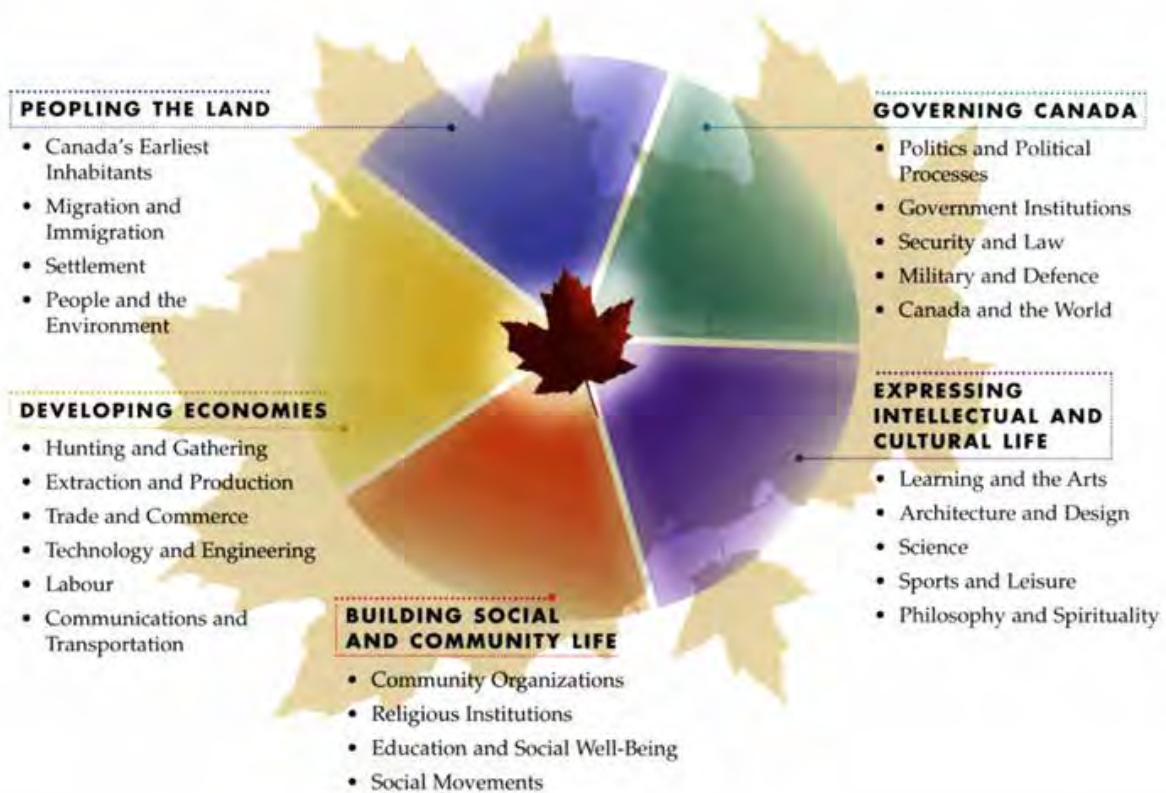 PEOPLING THE LAND
• Canada's Earliest
Inhabitants
• Migration and
Immigration
• Settlement
• People and the
Environment
DEVELOPING ECONOMIES
• Hunting and Gathering
• Extraction and Production
• Trade and Commerce
• Technology and Engineering
• Labour
• Communications and
Transportation
BUILDING SOCIAL
AND COMMUNITY LIFE
• Community Organizations
• Religious Institutions
• Education and Social Well-Being
• Social Movements
GOVERNING CANADA
• Politics and Political
Processes
• Government Institutions
• Security and Law
• Military and Defence
• Canada and the World
EXPRESSING
INTELLECTUAL AND
CULTURAL LIFE
• Learning and the Arts
• Architecture and Design
• Science
• Sports and Leisure
• Philosophy and Spirituality